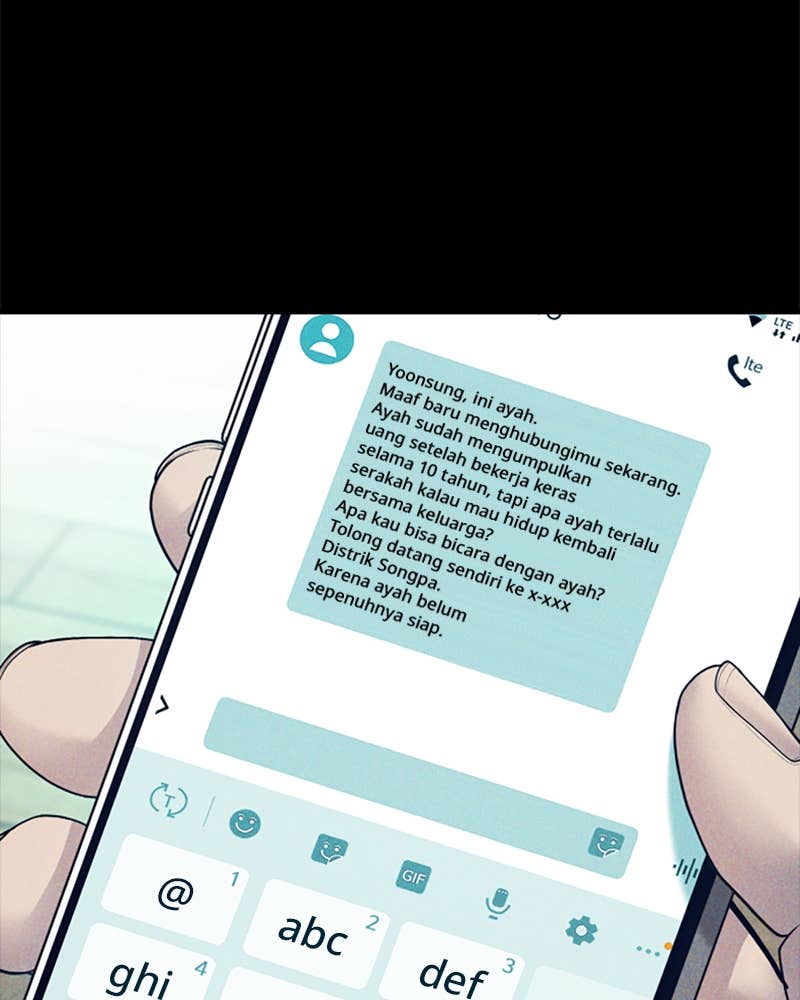 LTE
lte
Yoonsung, ini ayah.
Maaf baru menghubungimu sekarang.
Ayah sudah mengumpulkan
uang setelah bekerja keras
selama 10 tahun, tapi apa ayah terlalu
serakah kalau mau hidup kembali
bersama keluarga?
Apa kau bisa bicara dengan ayah?
Tolong datang sendiri ke x-xxx
Distrik Songpa.
Karena ayah belum
sepenuhnya siap.
T
GIF
@ 1
abc 2
def 3
ghi 4